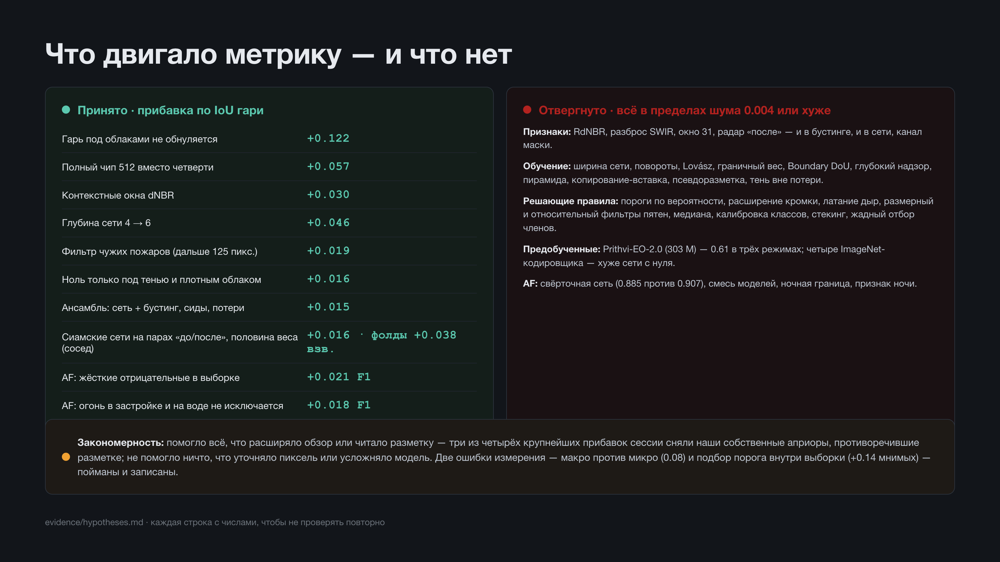 Что двигало метрику — и что нет
Принято · прибавка по IoU гари
Гарь под облаками не обнуляется +0.122
Полный чип 512 вместо четверти +0.057
Контекстные окна dNBR +0.030
Глубина сети 4 → 6 +0.046
Фильтр чужих пожаров (дальше 125 пикс.) +0.019
Ноль только под тенью и плотным облаком +0.016
Ансамбль: сеть + бустинг, сиды, потери +0.015
Сиамские сети на парах «до/после», половина веса
(сосед)
+0.016 · фолды +0.038
взв.
AF: жёсткие отрицательные в выборке +0.021 F1
AF: огонь в застройке и на воде не исключается +0.018 F1
Отвергнуто · всё в пределах шума 0.004 или хуже
Признаки: RdNBR, разброс SWIR, окно 31, радар «после» — и в бустинге, и в сети, канал
маски.
Обучение: ширина сети, повороты, Lovász, граничный вес, Boundary DoU, глубокий надзор,
пирамида, копирование-вставка, псевдоразметка, тень вне потери.
Решающие правила: пороги по вероятности, расширение кромки, латание дыр, размерный
и относительный фильтры пятен, медиана, калибровка классов, стекинг, жадный отбор
членов.
Предобученные: Prithvi-EO-2.0 (303 M) — 0.61 в трёх режимах; четыре ImageNet-
кодировщика — хуже сети с нуля.
AF: свёрточная сеть (0.885 против 0.907), смесь моделей, ночная граница, признак ночи.
Закономерность: помогло всё, что расширяло обзор или читало разметку — три из четырёх крупнейших прибавок сессии сняли наши собственные априоры, противоречившие
разметке; не помогло ничто, что уточняло пиксель или усложняло модель. Две ошибки измерения — макро против микро (0.08) и подбор порога внутри выборки (+0.14 мнимых) —
пойманы и записаны.
evidence/hypotheses.md · каждая строка с числами, чтобы не проверять повторно